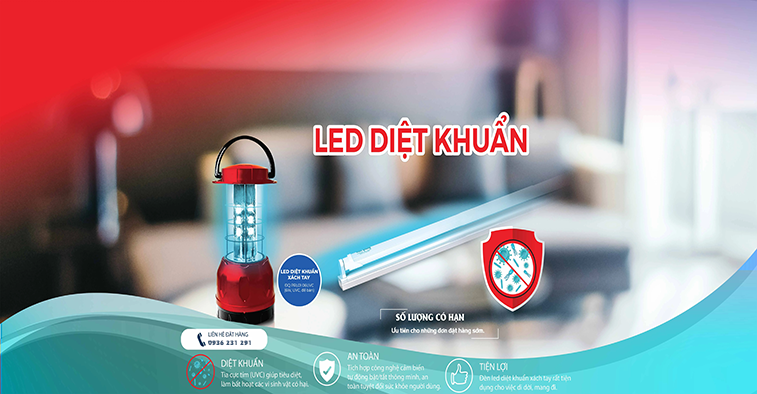 LED DIỆT KHUẨN
LED DIỆT KHUẨN
XÁCH TAY
SỐ LƯỢNG CÓ HẠN
Ưu tiên cho những đơn đặt hàng sớm.
LIÊN HỆ ĐẶT HÀNG
0936 231 291
DIỆT KHUẨN
Tia cực tím (UVC) giúp tiêu diệt,
làm bất hoạt các vi sinh vật có hại.
AN TOÀN
Tích hợp công nghệ cảm biến
tự động bật tắt thông minh, an
toàn tuyệt đối sức khỏe người dùng.
TIỆN LỢI
Đèn led diệt khuẩn xách tay rất tiện
dụng cho việc di dời, mang đi.